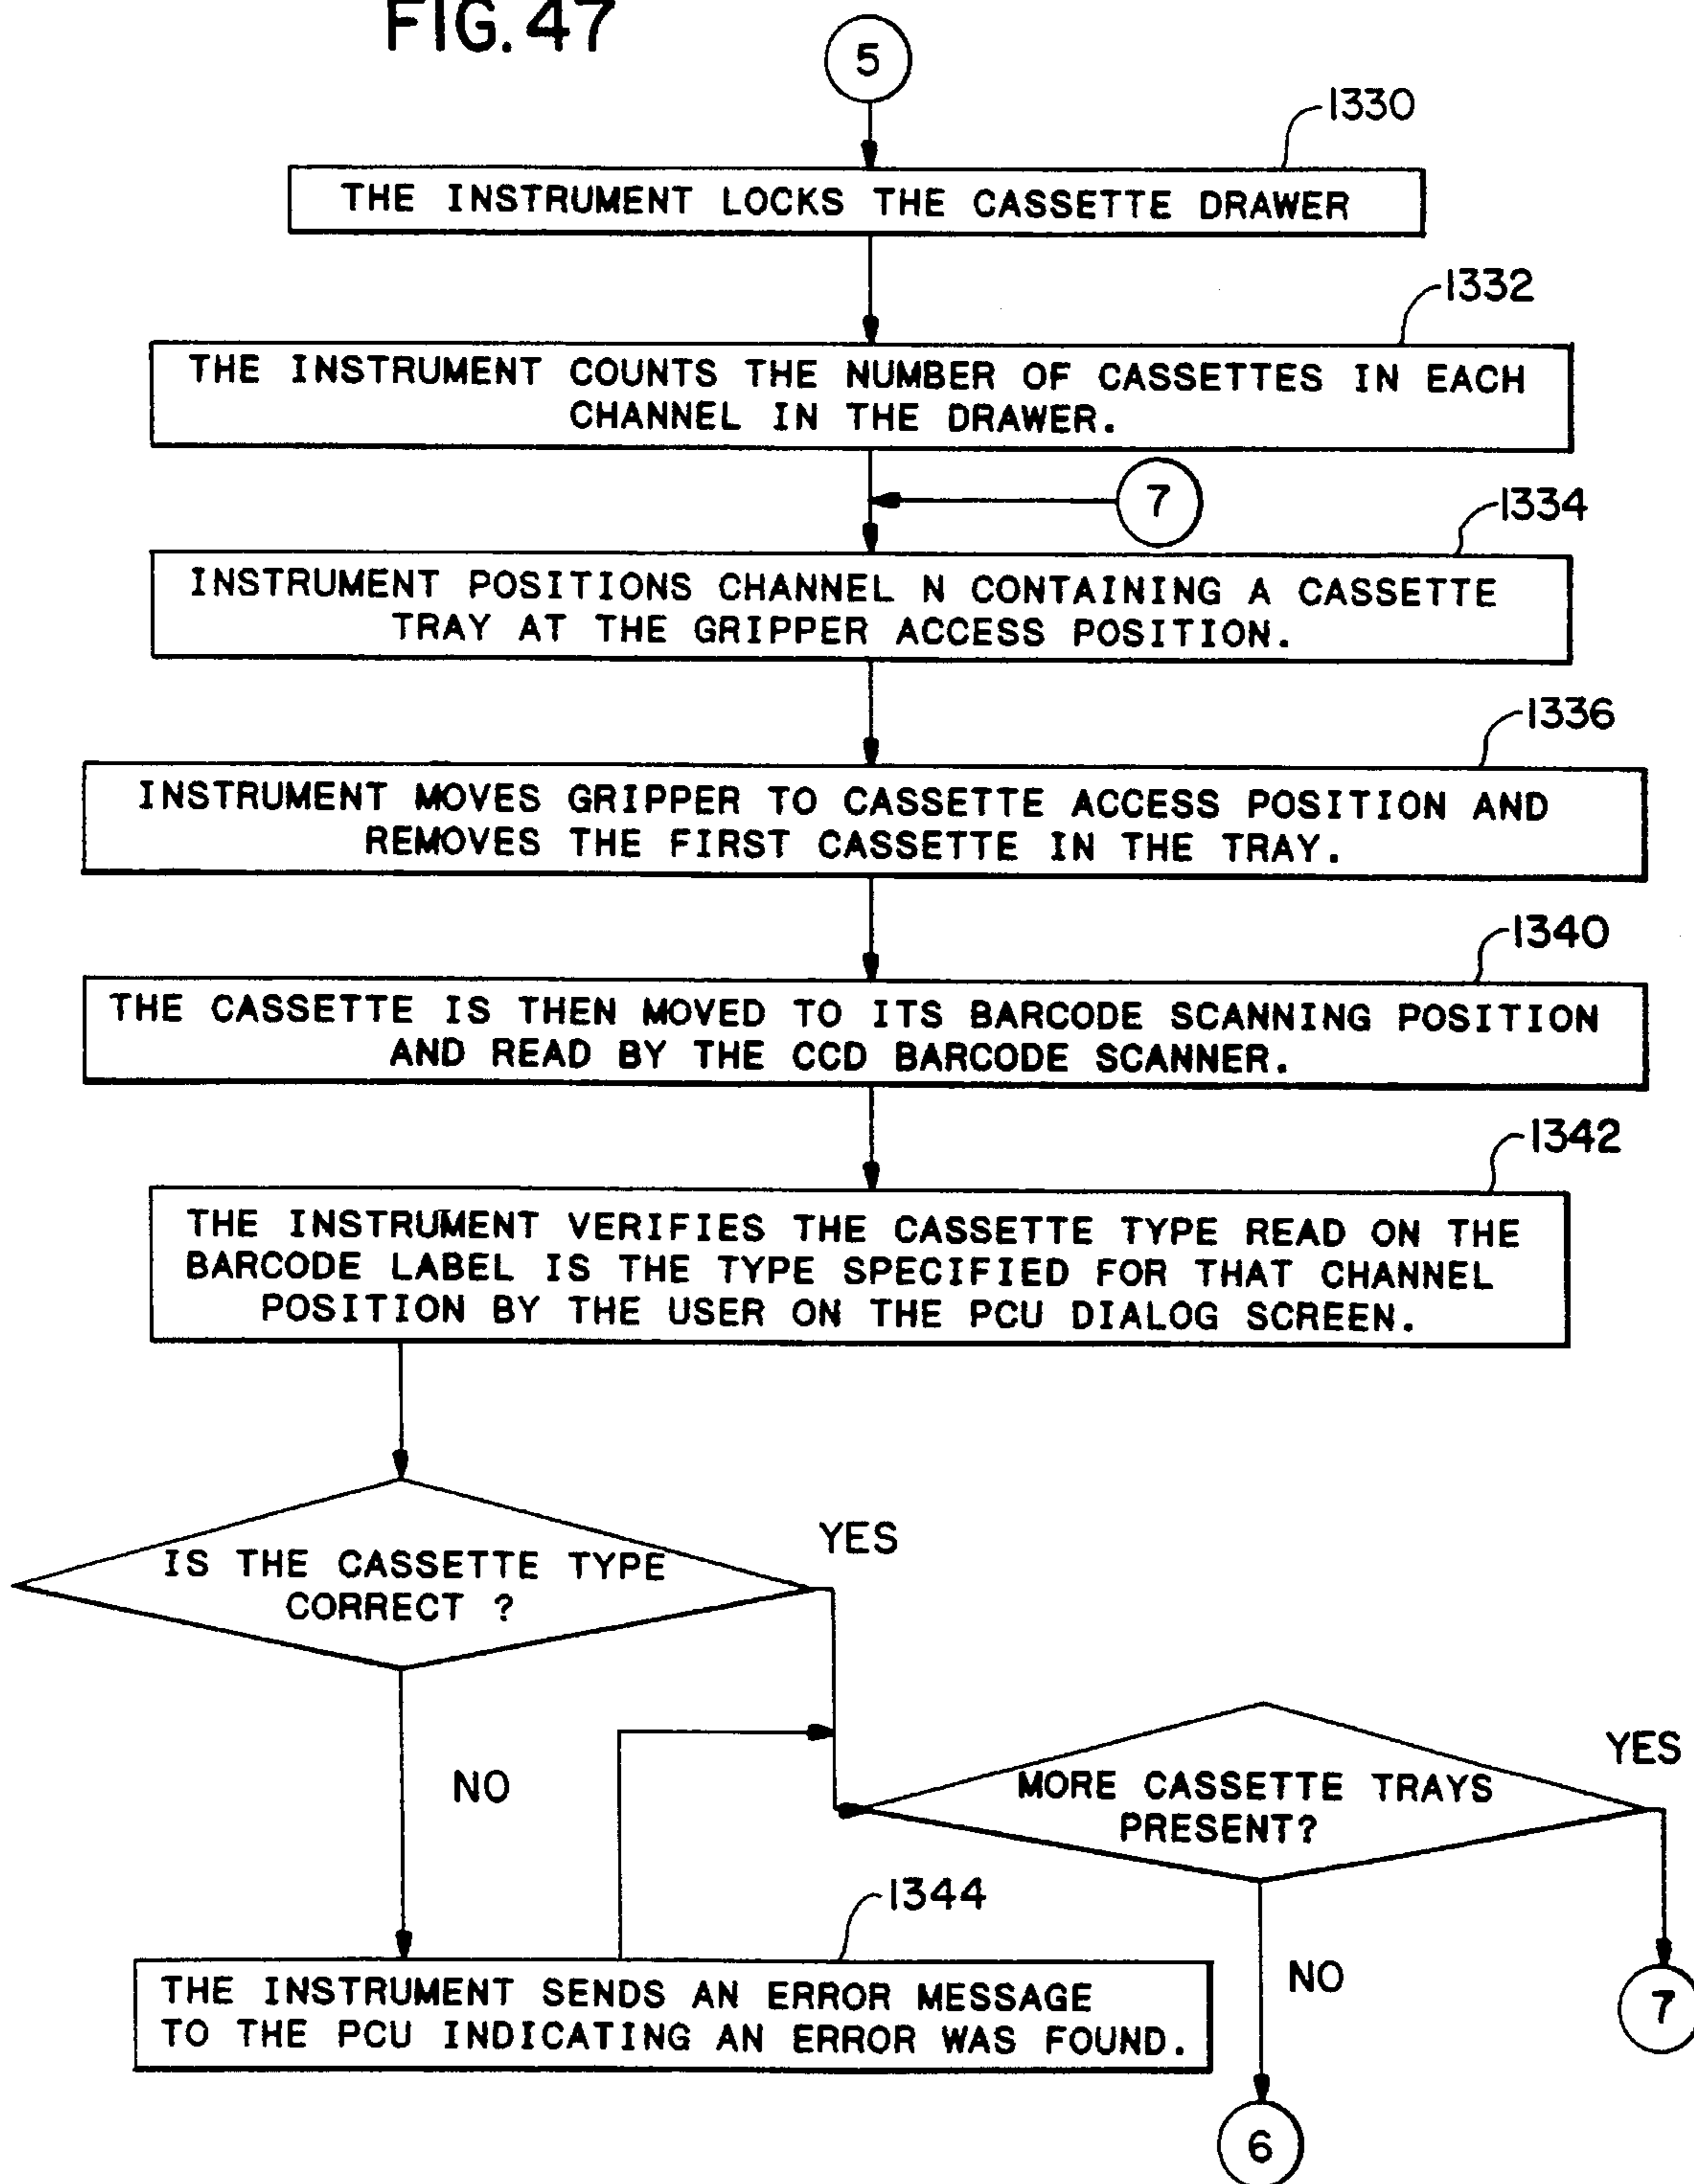 FIG. 47
5
1330
THE INSTRUMENT LOCKS THE CASSETTE DRAWER
1332
THE INSTRUMENT COUNTS THE NUMBER OF CASSETTES IN EACH
CHANNEL IN THE DRAWER.
7
1334
INSTRUMENT POSITIONS CHANNEL N CONTAINING A CASSETTE
TRAY AT THE GRIPPER ACCESS POSITION.
1336
INSTRUMENT MOVES GRIPPER TO CASSETTE ACCESS POSITION AND
REMOVES THE FIRST CASSETTE IN THE TRAY.
1340
THE CASSETTE IS THEN MOVED TO ITS BARCODE SCANNING POSITION
AND READ BY THE CCD BARCODE SCANNER.
1342
THE INSTRUMENT VERIFIES THE CASSETTE TYPE READ ON THE
BARCODE LABEL IS THE TYPE SPECIFIED FOR THAT CHANNEL
POSITION BY THE USER ON THE PCU DIALOG SCREEN.
IS THE CASSETTE TYPE
CORRECT ?
YES
NO
MORE CASSETTE TRAYS
PRESENT?
YES
1344
THE INSTRUMENT SENDS AN ERROR MESSAGE
TO THE PCU INDICATING AN ERROR WAS FOUND.
NO
7
6